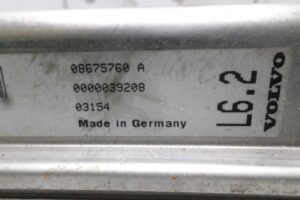 08675760 A
0000039208
03154
Made in Germany
L6.2
VOLVO